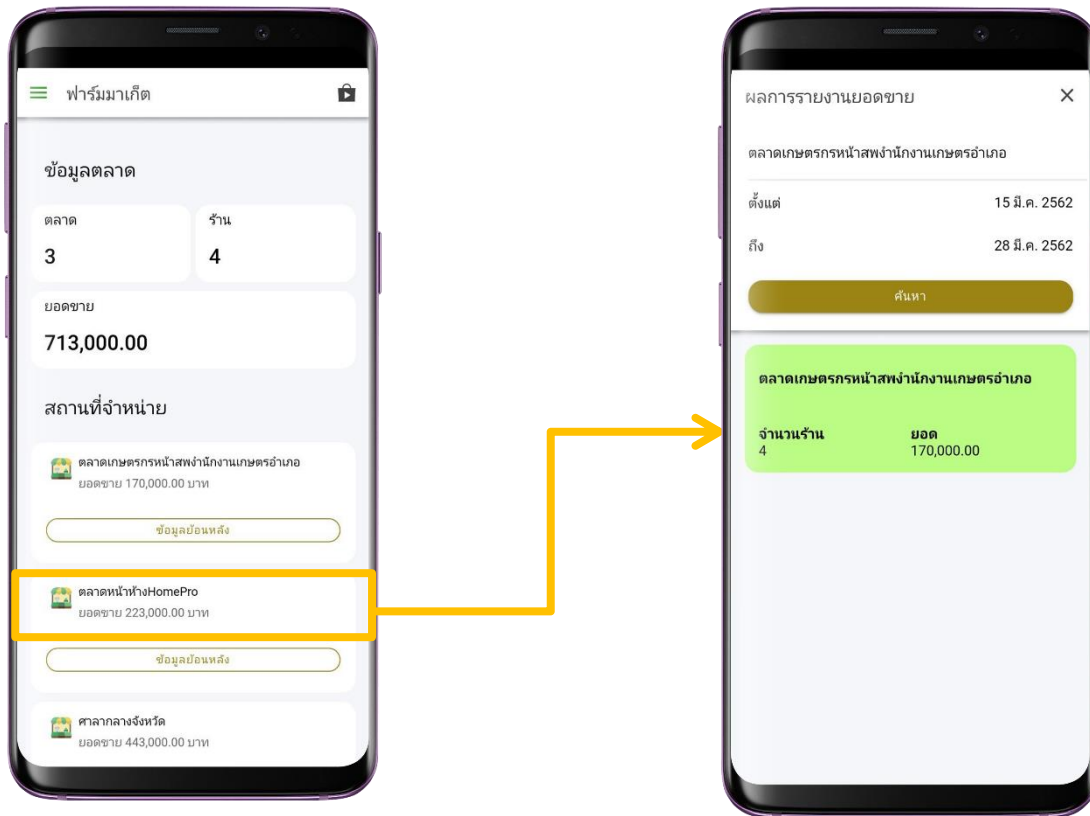 ฟาร์มมาเก็ต
ข้อมูลตลาด
ตลาด
ร้าน
3
4
ยอดขาย
713,000.00
สถานที่จำหน่าย
ตลาดเกษตรกรหน้าสพงำนักงานเกษตรอำเภอ
ยอดขาย 170,000.00 บาท
ข้อมูลย้อนหลัง
ตลาดหน้าห้างHomePro
ยอดขาย 223,000.00 บาท
ข้อมูลย้อนหลัง
ศาลากลางจังหวัด
ยอดขาย 443,000.00 บาท
ผลการรายงานยอดขาย
ตลาดเกษตรกรหน้าสพงำนักงานเกษตรอำเภอ
ตั้งแต่ 15 มี.ค. 2562
ถึง 28 มี.ค. 2562
ค้นหา
ตลาดเกษตรกรหน้าสพงำนักงานเกษตรอำเภอ
จำนวนร้าน ยอด
4 170,000.00